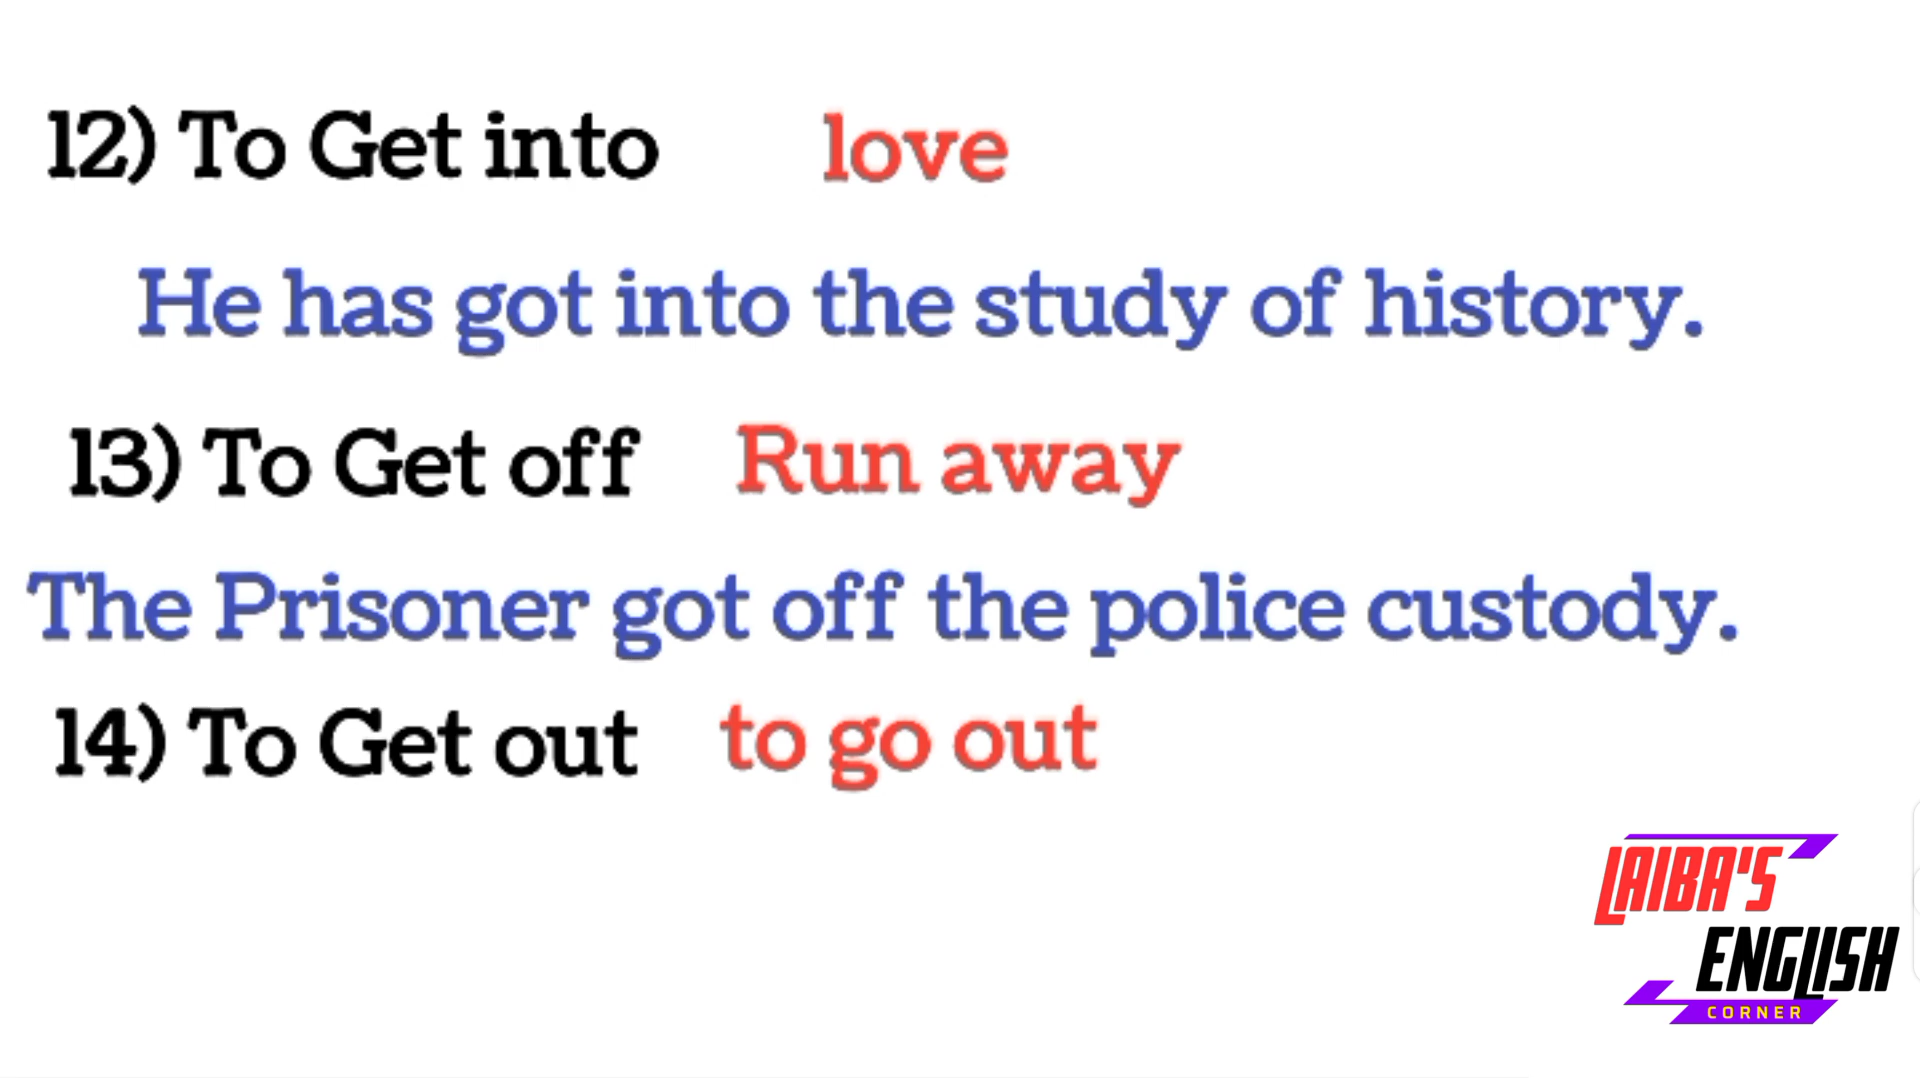 12) To Get into love
He has got into the study of history.
13) To Get off Run away
The Prisoner got off the police custody.
14) To Get out to go out
LAIBA'S
ENGLISH
CORNER